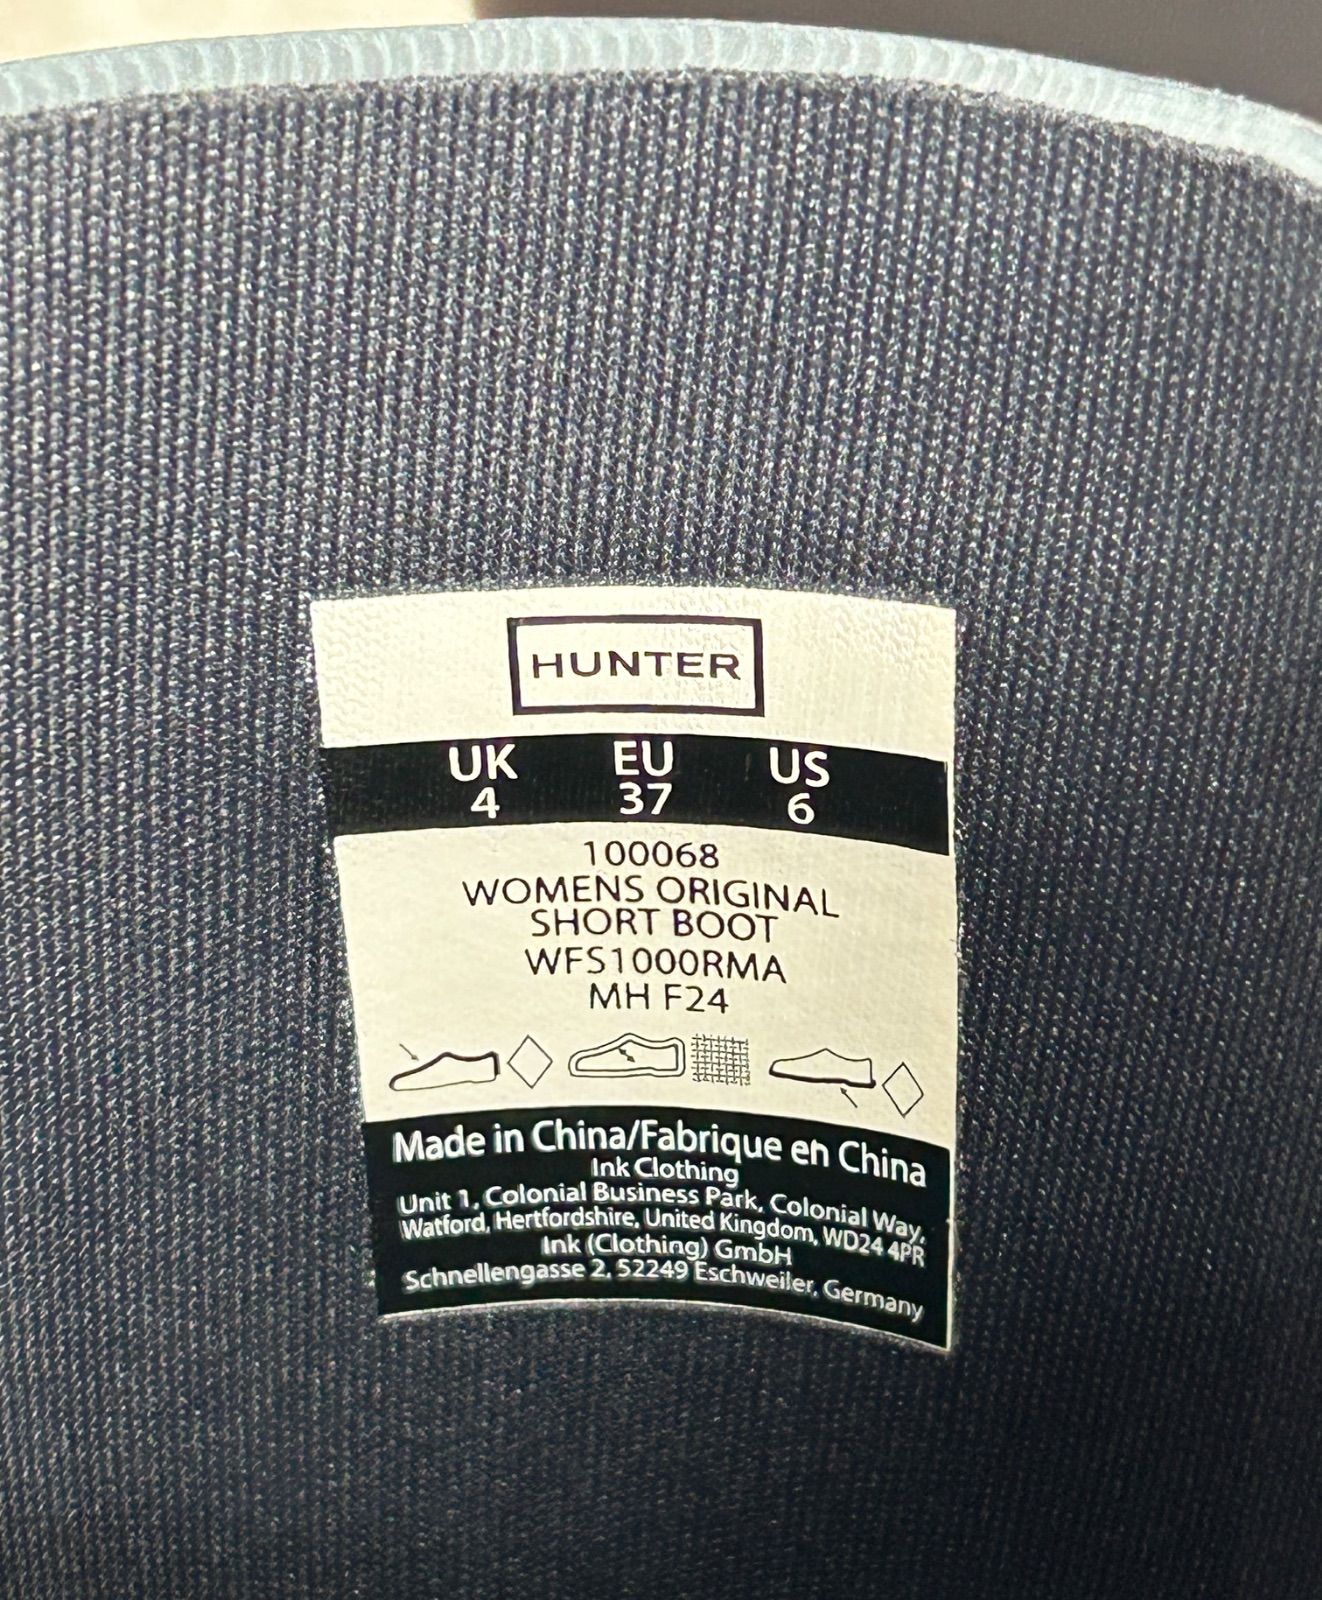 HUNTER
UK EU US
4 37 6
100068
WOMENS ORIGINAL
SHORT BOOT
WFS1000RMA
MH F24
Made in China/Fabrique en China
Ink Clothing
Unit 1, Colonial Business Park, Colonial Way,
Watford, Hertfordshire, United Kingdom, WD24 4PR
Ink (Clothing) GmbH
Schnellengasse 2, 52249 Eschweiler, Germany